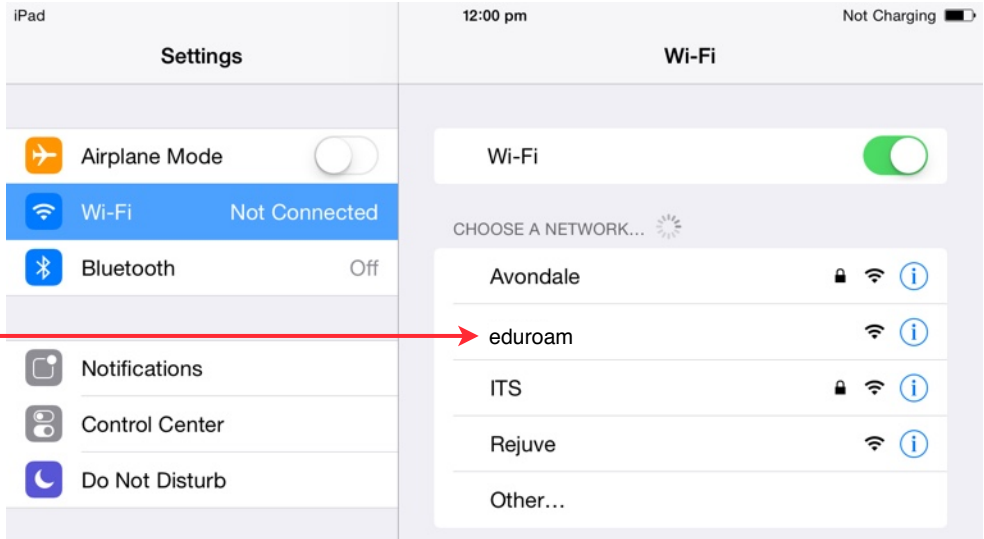 iPad
12:00 pm
Not Charging
Settings
Wi-Fi
Airplane Mode
Wi-Fi Not Connected
Bluetooth Off
Notifications
Control Center
Do Not Disturb
Wi-Fi
CHOOSE A NETWORK...
Avondale
eduroam
ITS
Rejuve
Other...